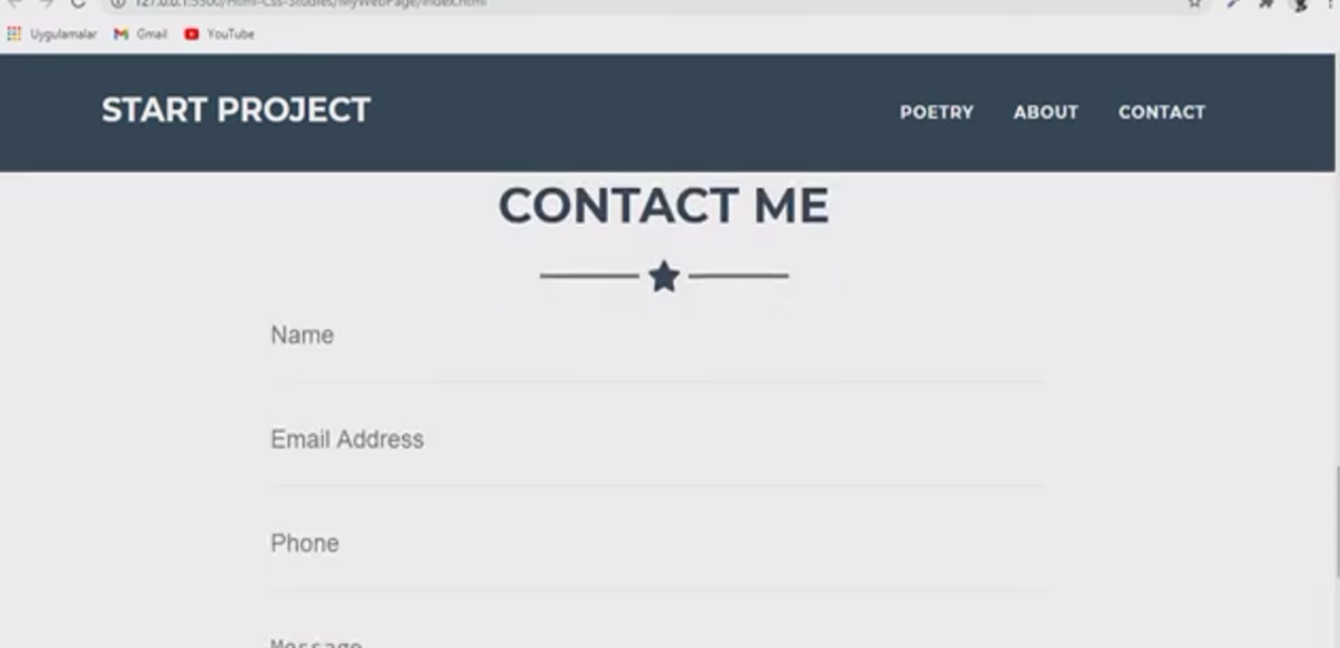 127.0.0.1:5500/Html-Css-Studies/MyWebPage/index.html
Uygulamalar Gmail YouTube
START PROJECT POETRY ABOUT CONTACT
CONTACT ME
Name
Email Address
Phone
Message